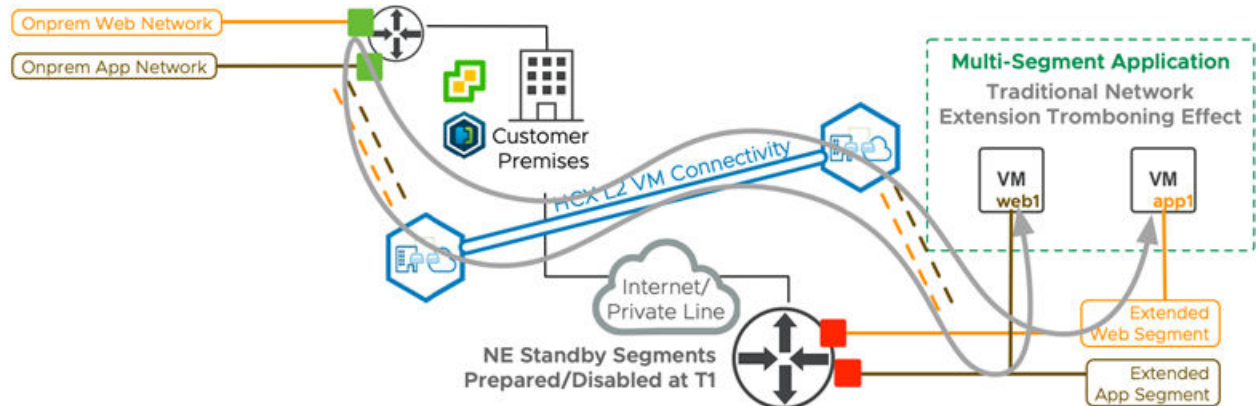 Onprem Web Network
Onprem App Network
Customer
Premises
HCX L2 VM Connectivity
Multi-Segment Application
Traditional Network
Extension Tromboning Effect
VM
web1
VM
app1
Internet/
Private Line
NE Standby Segments
Prepared/Disabled at T1
Extended
Web Segment
Extended
App Segment